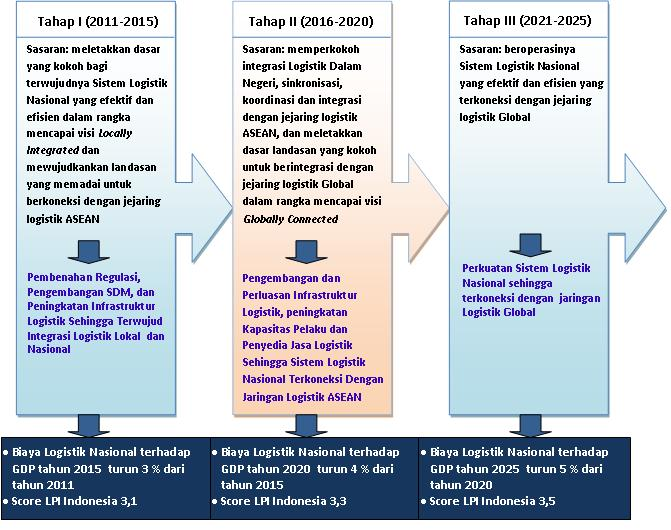 Tahap I (2011-2015)
Sasaran: meletakkan dasar
yang kokoh bagi
terwujudnya Sistem Logistik
Nasional yang efektif dan
efisien dalam rangka
mencapai visi Locally
Integrated dan
mewujudkankan landasan
yang memadai untuk
berkoneksi dengan jejaring
logistik ASEAN
Pembenahan Regulasi,
Pengembangan SDM, dan
Peningkatan Infrastruktur
Logistik Sehingga Terwujud
Integrasi Logistik Lokal dan
Nasional
• Biaya Logistik Nasional terhadap
GDP tahun 2015 turun 3 % dari
tahun 2011
• Score LPI Indonesia 3,1
Tahap II (2016-2020)
Sasaran: memperkokoh
integrasi Logistik Dalam
Negeri, sinkronisasi,
koordinasi dan integrasi
dengan jejaring logistik
ASEAN, dan meletakkan
dasar landasan yang kokoh
untuk berintegrasi dengan
jejaring logistik Global
dalam rangka mencapai visi
Globally Connected
Pengembangan dan
Perluasan Infrastruktur
Logistik, peningkatan
Kapasitas Pelaku dan
Penyedia Jasa Logistik
Sehingga Sistem Logistik
Nasional Terkoneksi Dengan
Jaringan Logistik ASEAN
• Biaya Logistik Nasional terhadap
GDP tahun 2020 turun 4 % dari
tahun 2015
• Score LPI Indonesia 3,3
Tahap III (2021-2025)
Sasaran: beroperasinya
Sistem Logistik Nasional
yang efektif dan efisien yang
terkoneksi dengan jejaring
logistik Global
Perkuatan Sistem Logistik
Nasional sehingga
terkoneksi dengan jaringan
Logistik Global
• Biaya Logistik Nasional terhadap
GDP tahun 2025 turun 5 % dari
tahun 2020
• Score LPI Indonesia 3,5